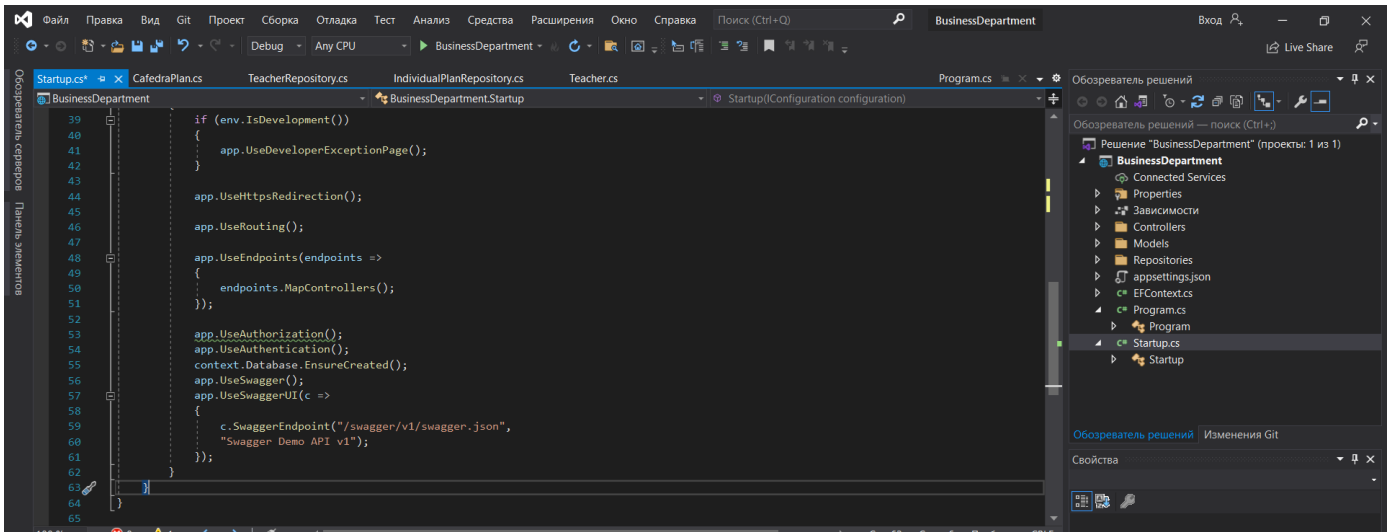 Файл Правка Вид Git Проект Сборка Отладка Тест Анализ Средства Расширения Окно Справка Поиск (Ctrl+Q) BusinessDepartment Вход
Debug Any CPU BusinessDepartment Live Share
Startup.cs* CafedraPlan.cs TeacherRepository.cs IndividualPlanRepository.cs Teacher.cs Program.cs
BusinessDepartment BusinessDepartment.Startup Startup(IConfiguration configuration)
39 if (env.IsDevelopment())
40 {
41 app.UseDeveloperExceptionPage();
42 }
43
44 app.UseHttpsRedirection();
45
46 app.UseRouting();
47
48 app.UseEndpoints(endpoints =>
49 {
50 endpoints.MapControllers();
51 });
52
53 app.UseAuthorization();
54 app.UseAuthentication();
55 context.Database.EnsureCreated();
56 app.UseSwagger();
57 app.UseSwaggerUI(c =>
58 {
59 c.SwaggerEndpoint("/swagger/v1/swagger.json",
60 "Swagger Demo API v1");
61 });
62 }
63 }
64 }
65
Обозреватель серверов
Панель элементов
Обозреватель решений
Обозреватель решений — поиск (Ctrl+;)
Решение "BusinessDepartment" (проекты: 1 из 1)
BusinessDepartment
Connected Services
Properties
Зависимости
Controllers
Models
Repositories
appsettings.json
C# EFContext.cs
C# Program.cs
Program
C# Startup.cs
Startup
Обозреватель решений Изменения Git
Свойства